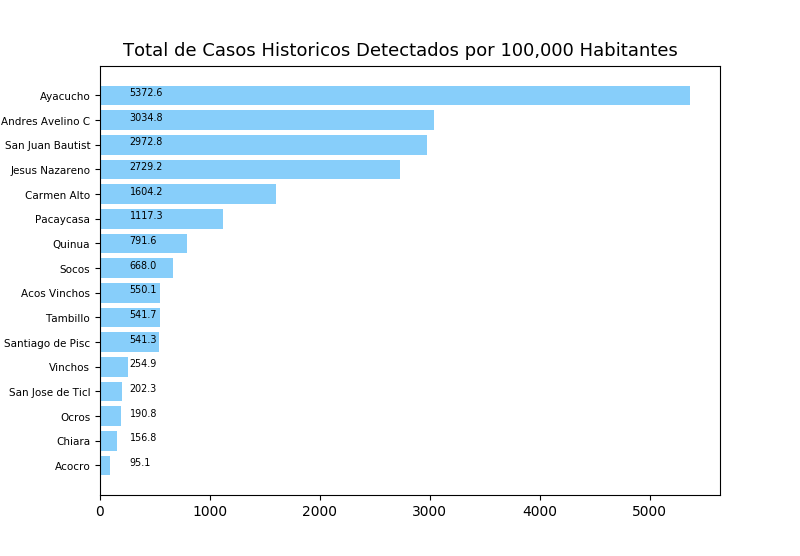 Total de Casos Historicos Detectados por 100,000 Habitantes
Ayacucho 5372.6
Andres Avelino C 3034.8
San Juan Bautist 2972.8
Jesus Nazareno 2729.2
Carmen Alto 1604.2
Pacaycasa 1117.3
Quinua 791.6
Socos 668.0
Acos Vinchos 550.1
Tambillo 541.7
Santiago de Pisc 541.3
Vinchos 254.9
San Jose de Ticl 202.3
Ocros 190.8
Chiara 156.8
Acocro 95.1
0 1000 2000 3000 4000 5000